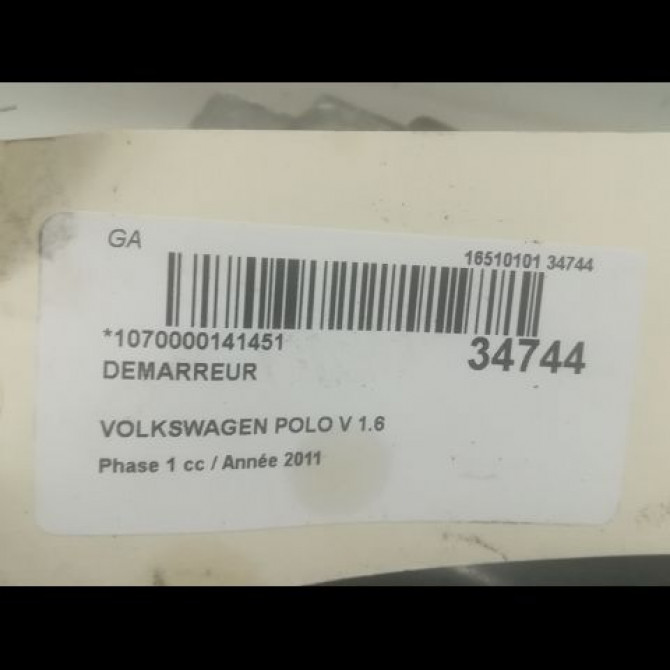 GA
16510101 34744
*1070000141451
34744
DEMARREUR
VOLKSWAGEN POLO V 1.6
Phase 1 cc / Année 2011